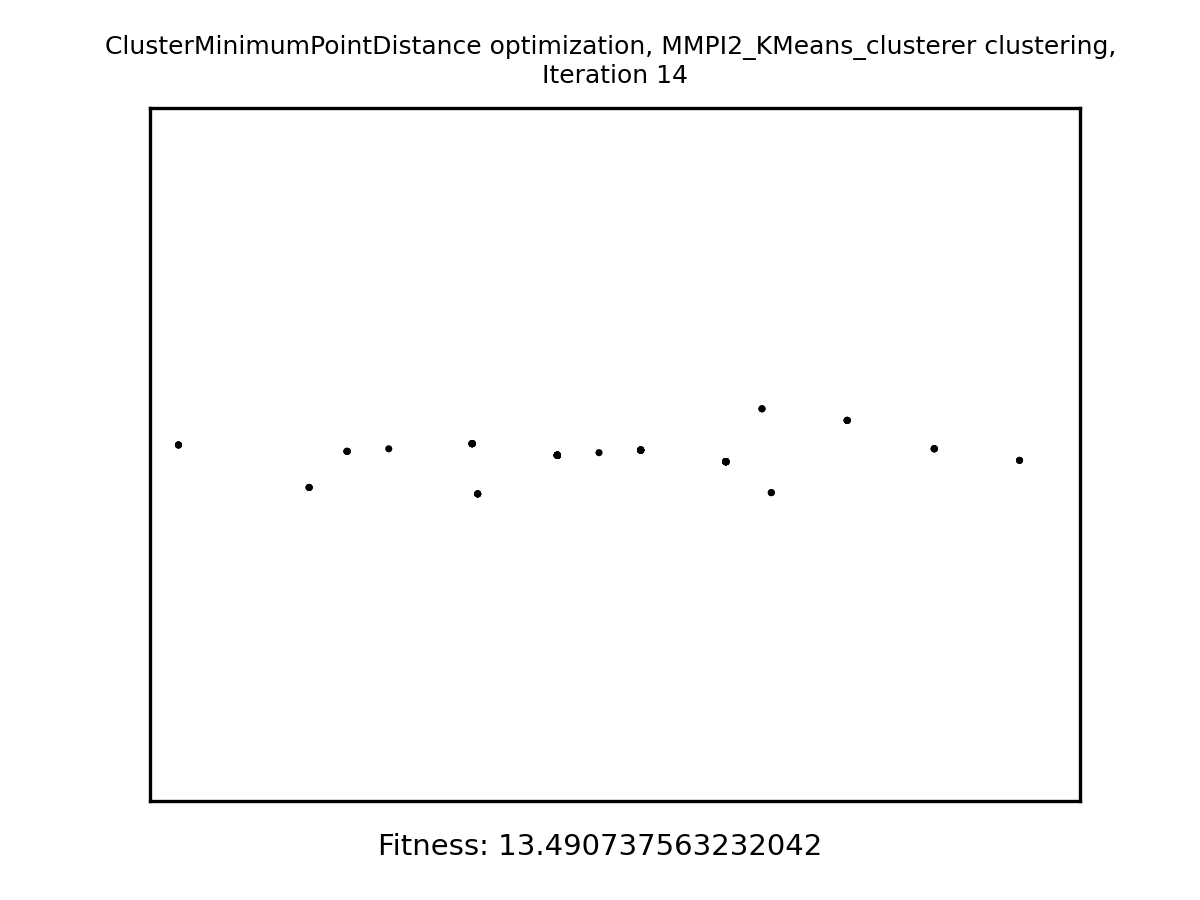 ClusterMinimumPointDistance optimization, MMPI2_KMeans_clusterer clustering,
Iteration 14
Fitness: 13.490737563232042